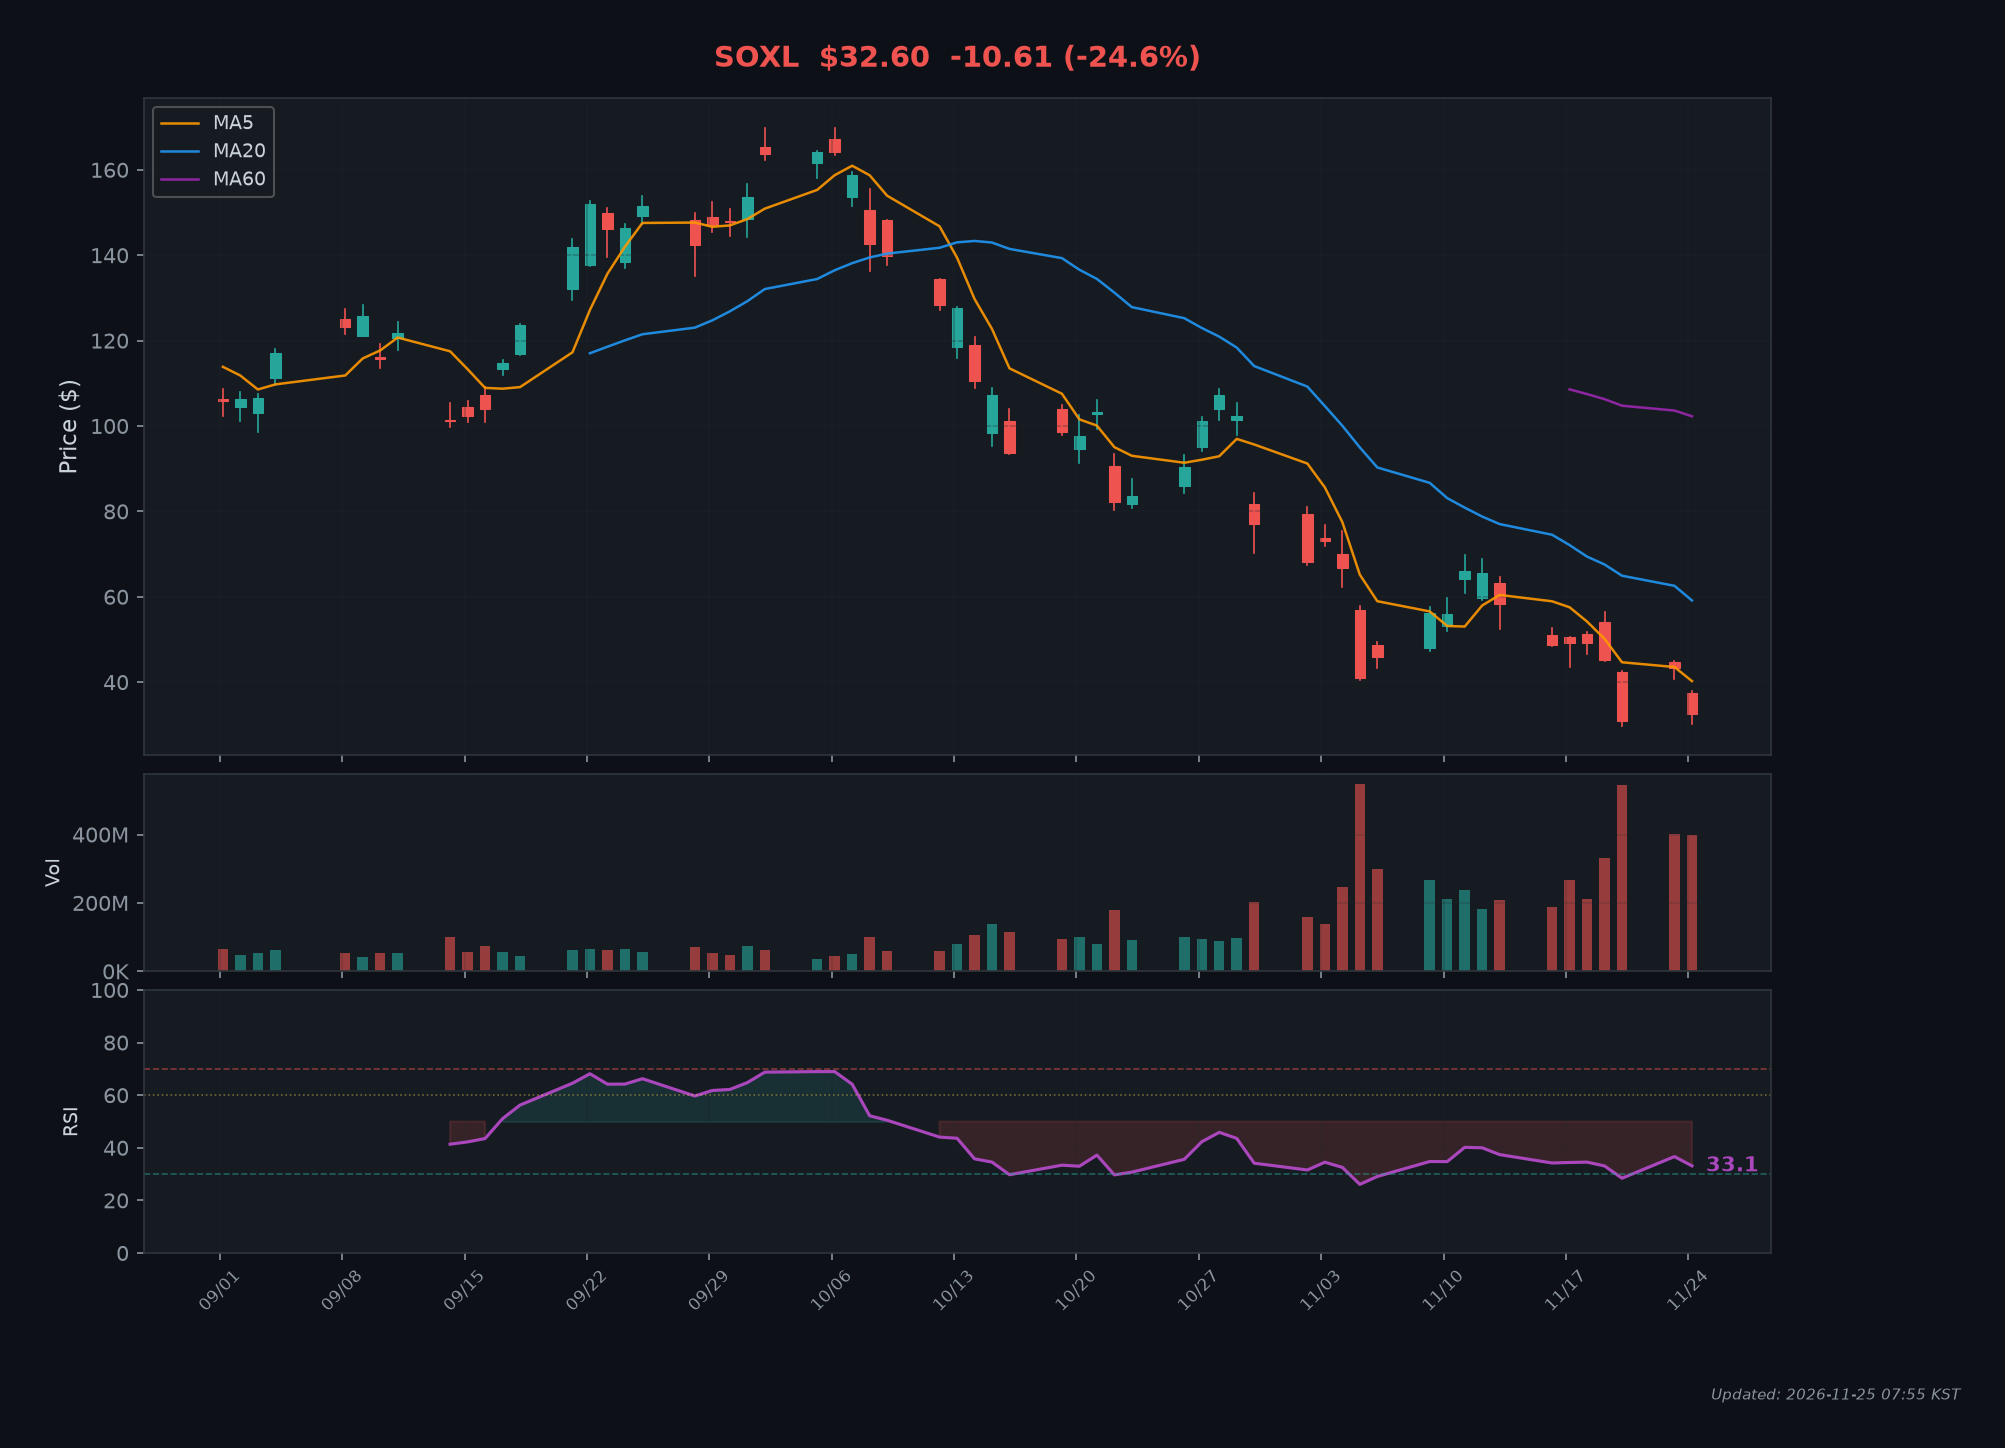 SOXL $32.60 -10.61 (-24.6%)
MA5
MA20
MA60
Price ($)
160
140
120
100
80
60
40
Vol
400M
200M
0K
RSI
100
80
60
40
20
0
33.1
09/01 09/08 09/15 09/22 09/29 10/06 10/13 10/20 10/27 11/03 11/10 11/17 11/24
Updated: 2026-11-25 07:55 KST